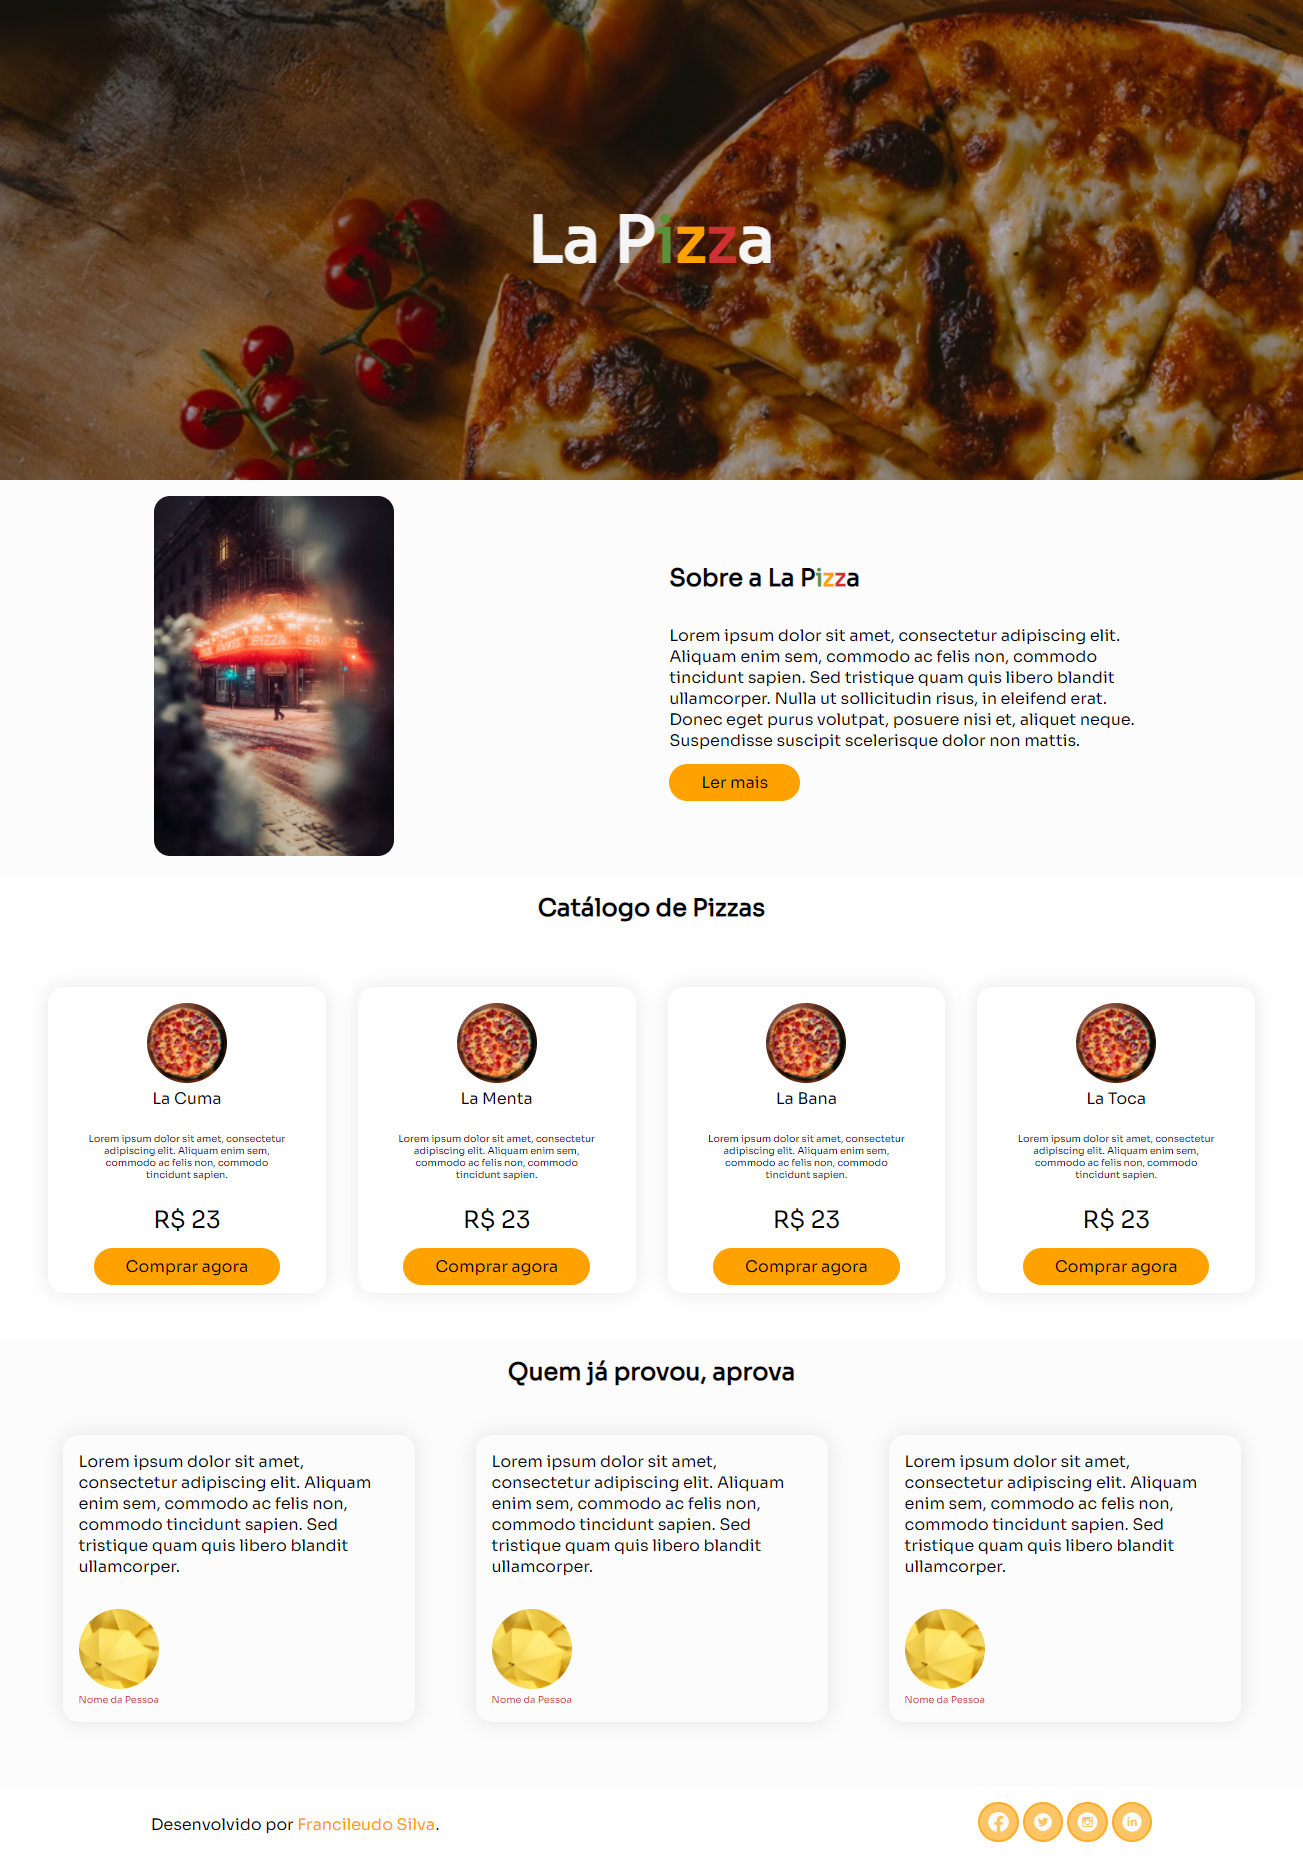 La Pizza
PIZZA
Sobre a La Pizza
Lorem ipsum dolor sit amet, consectetur adipiscing elit.
Aliquam enim sem, commodo ac felis non, commodo
tincidunt sapien. Sed tristique quam quis libero blandit
ullamcorper. Nulla ut sollicitudin risus, in eleifend erat.
Donec eget purus volutpat, posuere nisi et, aliquet neque.
Suspendisse suscipit scelerisque dolor non mattis.
Ler mais
Catálogo de Pizzas
La Cuma
Lorem ipsum dolor sit amet, consectetur
adipiscing elit. Aliquam enim sem,
commodo ac felis non, commodo
tincidunt sapien.
R$ 23
Comprar agora
La Menta
Lorem ipsum dolor sit amet, consectetur
adipiscing elit. Aliquam enim sem,
commodo ac felis non, commodo
tincidunt sapien.
R$ 23
Comprar agora
La Bana
Lorem ipsum dolor sit amet, consectetur
adipiscing elit. Aliquam enim sem,
commodo ac felis non, commodo
tincidunt sapien.
R$ 23
Comprar agora
La Toca
Lorem ipsum dolor sit amet, consectetur
adipiscing elit. Aliquam enim sem,
commodo ac felis non, commodo
tincidunt sapien.
R$ 23
Comprar agora
Quem já provou, aprova
Lorem ipsum dolor sit amet,
consectetur adipiscing elit. Aliquam
enim sem, commodo ac felis non,
commodo tincidunt sapien. Sed
tristique quam quis libero blandit
ullamcorper.
Nome da Pessoa
Lorem ipsum dolor sit amet,
consectetur adipiscing elit. Aliquam
enim sem, commodo ac felis non,
commodo tincidunt sapien. Sed
tristique quam quis libero blandit
ullamcorper.
Nome da Pessoa
Lorem ipsum dolor sit amet,
consectetur adipiscing elit. Aliquam
enim sem, commodo ac felis non,
commodo tincidunt sapien. Sed
tristique quam quis libero blandit
ullamcorper.
Nome da Pessoa
Desenvolvido por Francileudo Silva.